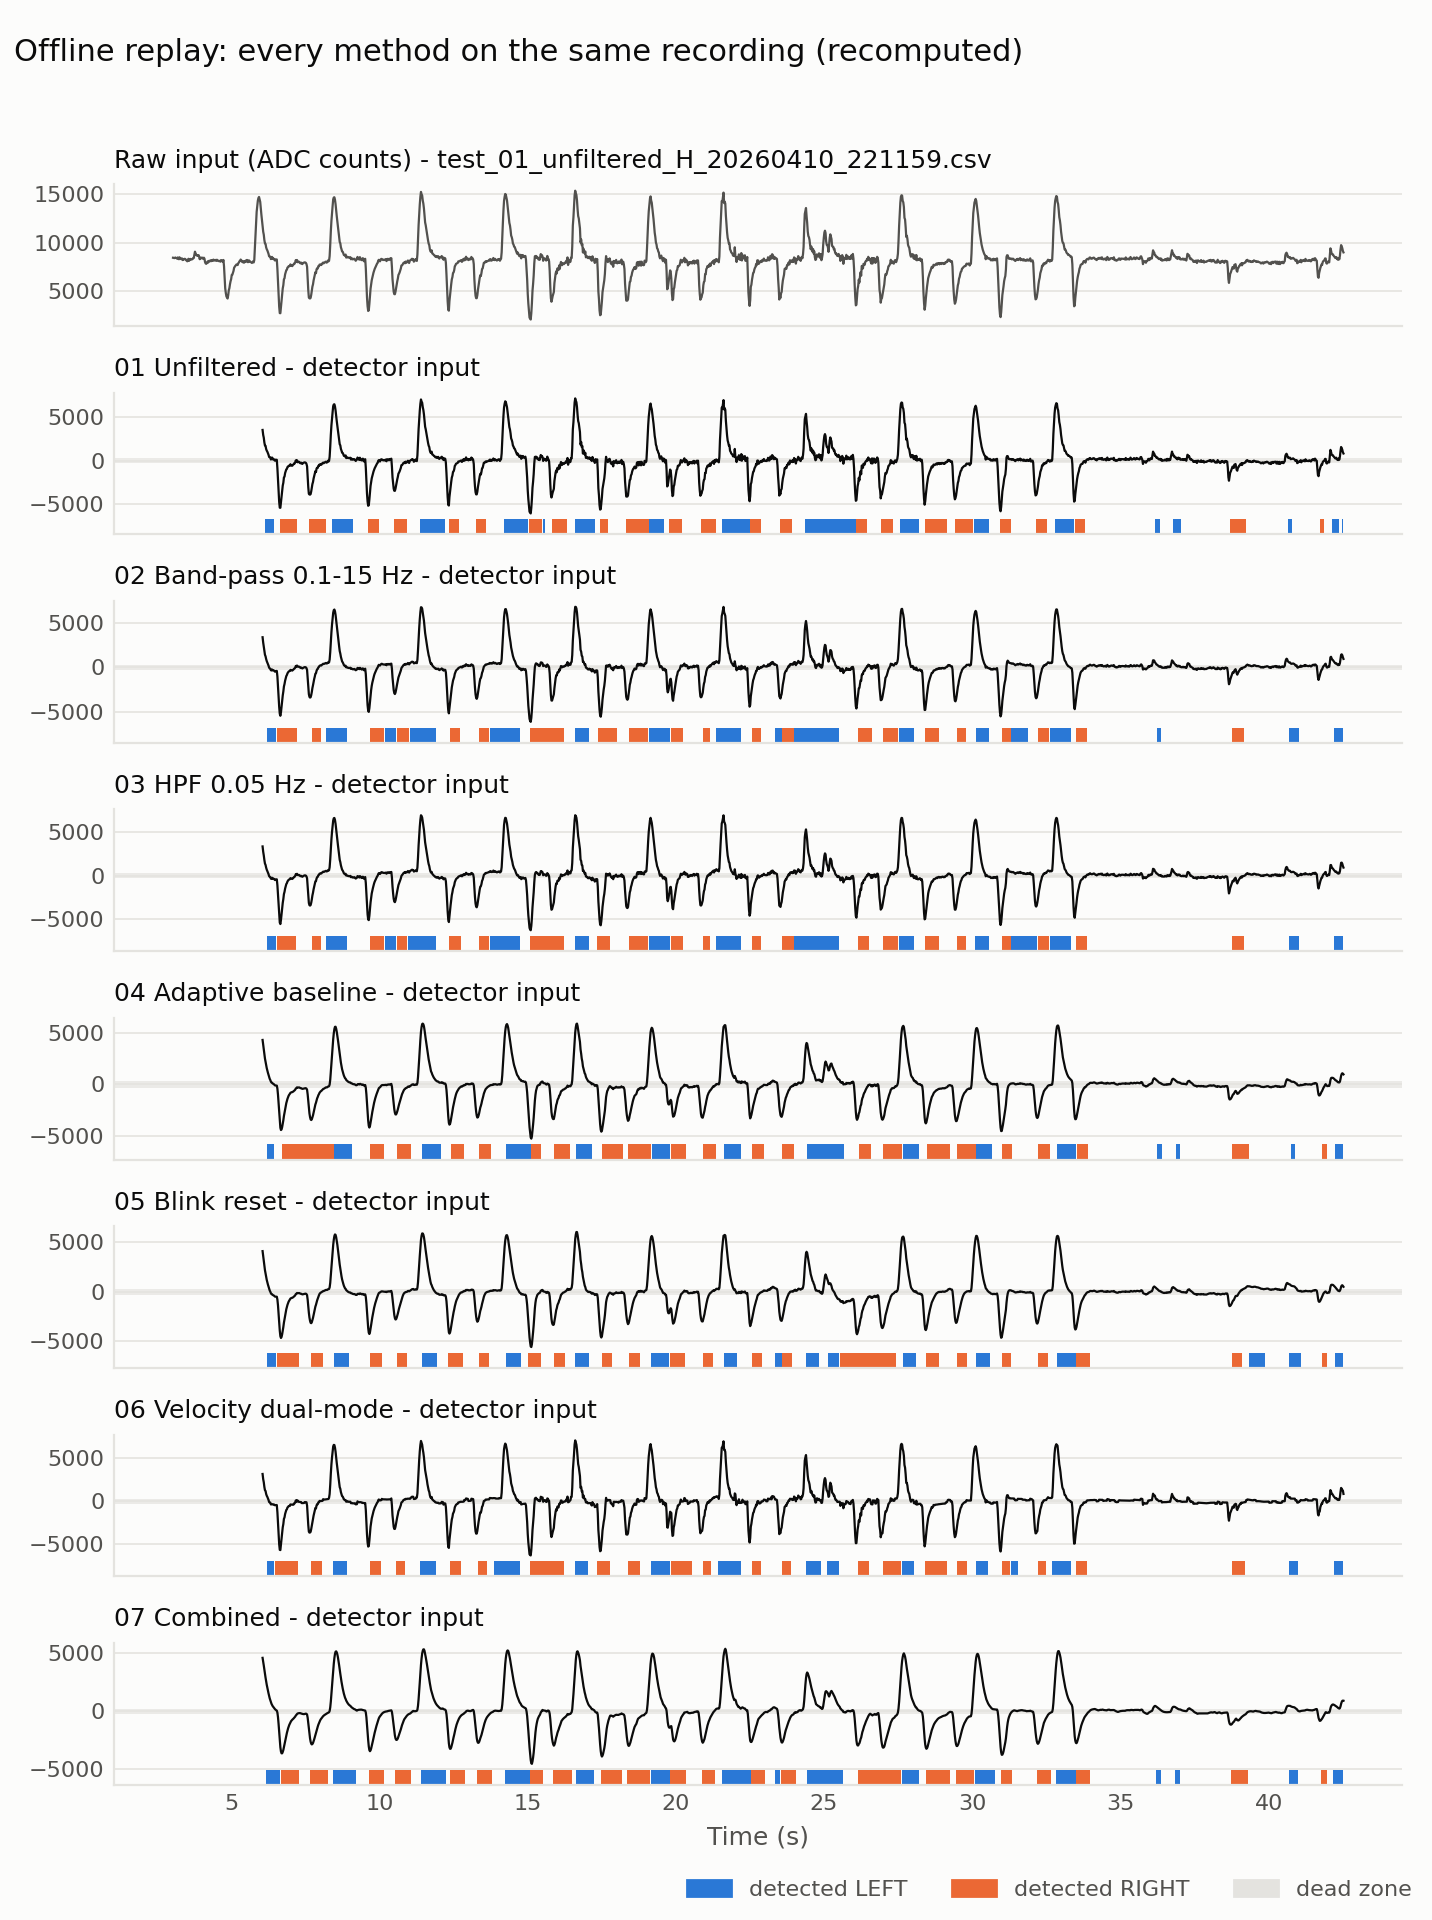 Offline replay: every method on the same recording (recomputed)
Raw input (ADC counts) - test_01_unfiltered_H_20260410_221159.csv
15000
10000
5000
01 Unfiltered - detector input
5000
0
−5000
02 Band-pass 0.1-15 Hz - detector input
5000
0
−5000
03 HPF 0.05 Hz - detector input
5000
0
−5000
04 Adaptive baseline - detector input
5000
0
−5000
05 Blink reset - detector input
5000
0
−5000
06 Velocity dual-mode - detector input
5000
0
−5000
07 Combined - detector input
5000
0
−5000
5 10 15 20 25 30 35 40
Time (s)
detected LEFT detected RIGHT dead zone